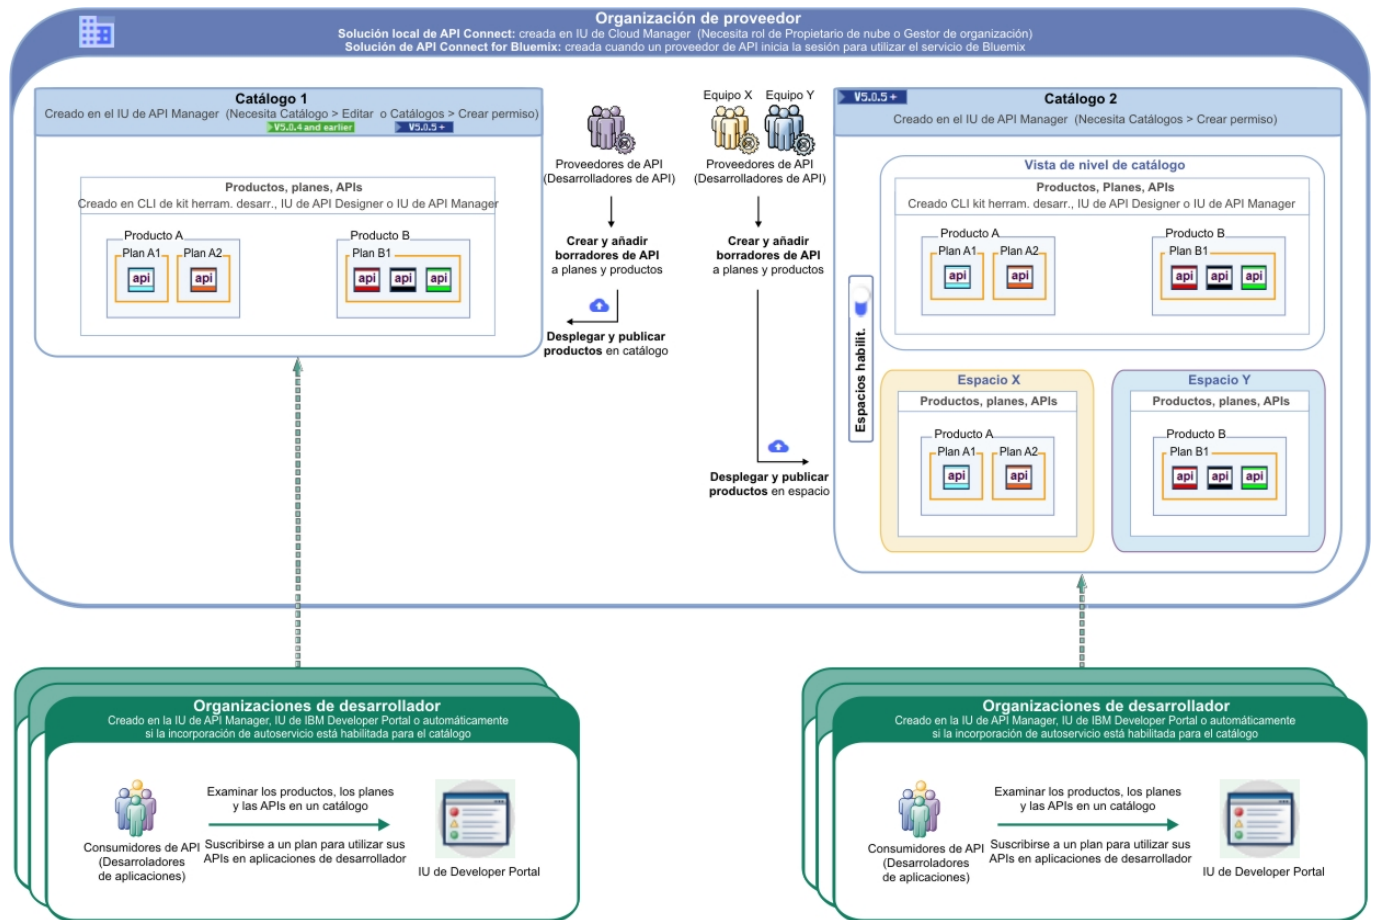 Organización de proveedor
Solución local de API Connect: creada en IU de Cloud Manager (Necesita rol de Propietario de nube o Gestor de organización)
Solución de API Connect for Bluemix: creada cuando un proveedor de API inicia la sesión para utilizar el servicio de Bluemix
Catálogo 1
Creado en el IU de API Manager (Necesita Catálogo > Editar o Catálogos > Crear permiso)
V5.0.4 and earlier
V5.0.5+
Productos, planes, APIs
Creado en CLI de kit herram. desarr., IU de API Designer o IU de API Manager
Producto A
Plan A1
Plan A2
api
api
Producto B
Plan B1
api
api
api
Proveedores de API
(Desarrolladores de API)
Crear y añadir
borradores de API
a planes y productos
Desplegar y publicar
productos en catálogo
Equipo X
Equipo Y
Proveedores de API
(Desarrolladores de API)
Crear y añadir
borradores de API
a planes y productos
Desplegar y publicar
productos en espacio
V5.0.5+
Catálogo 2
Creado en el IU de API Manager (Necesita Catálogos > Crear permiso)
Espacios habilit.
Vista de nivel de catálogo
Productos, Planes, APIs
Creado CLI kit herram. desarr., IU de API Designer o IU de API Manager
Producto A
Plan A1
Plan A2
api
api
Producto B
Plan B1
api
api
api
Espacio X
Productos, planes, APIs
Producto A
Plan A1
Plan A2
api
api
Espacio Y
Productos, planes, APIs
Producto B
Plan B1
api
api
api
Organizaciones de desarrollador
Creado en la IU de API Manager, IU de IBM Developer Portal o automáticamente
si la incorporación de autoservicio está habilitada para el catálogo
Consumidores de API
(Desarroladores
de aplicaciones)
Examinar los productos, los planes
y las APIs en un catálogo
Suscribirse a un plan para utilizar sus
APIs en aplicaciones de desarrollador
IU de Developer Portal
Organizaciones de desarrollador
Creado en la IU de API Manager, IU de IBM Developer Portal o automáticamente
si la incorporación de autoservicio está habilitada para el catálogo
Consumidores de API
(Desarroladores
de aplicaciones)
Examinar los productos, los planes
y las APIs en un catálogo
Suscribirse a un plan para utilizar sus
APIs en aplicaciones de desarrollador
IU de Developer Portal